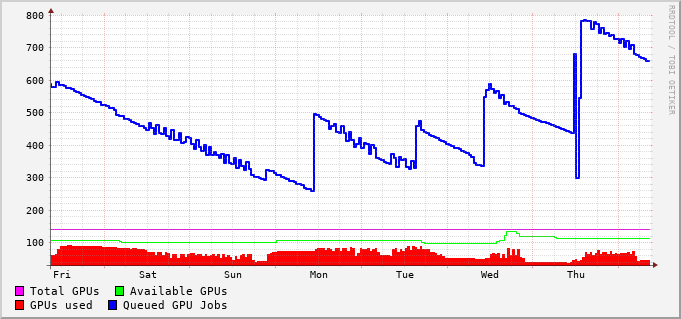 800
700
600
500
400
300
200
100
Fri Sat Sun Mon Tue Wed Thu
Total GPUs Available GPUs
GPUs used Queued GPU Jobs
RRDTOOL / TOBI OETIKER